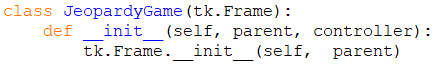 class JeopardyGame(tk.Frame):
    def __init__(self, parent, controller):
        tk.Frame.__init__(self,  parent)